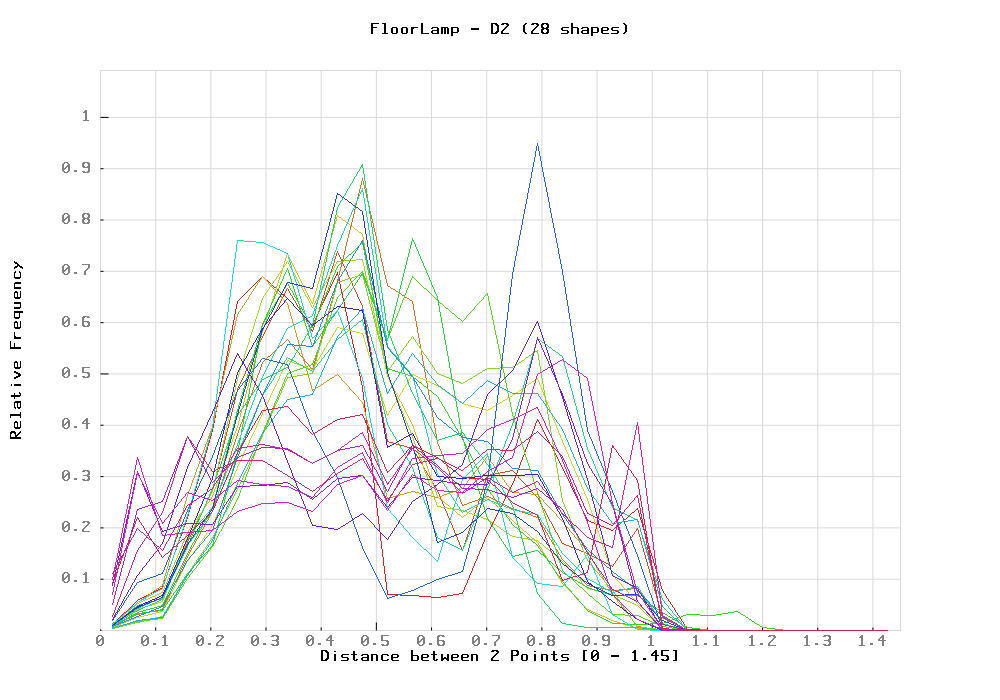 FloorLamp - D2 (28 shapes)
Relative Frequency
1
0.9
0.8
0.7
0.6
0.5
0.4
0.3
0.2
0.1
0 0.1 0.2 0.3 0.4 0.5 0.6 0.7 0.8 0.9 1 1.1 1.2 1.3 1.4
Distance between 2 Points [0 - 1.45]